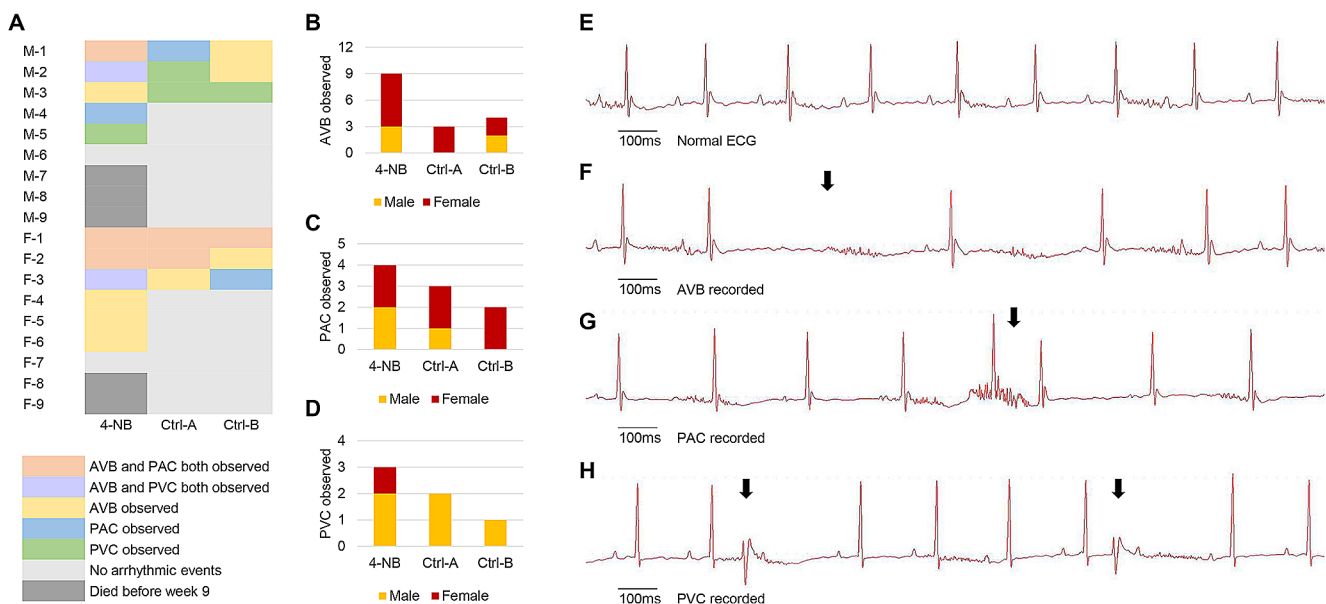 A
M-1
M-2
M-3
M-4
M-5
M-6
M-7
M-8
M-9
F-1
F-2
F-3
F-4
F-5
F-6
F-7
F-8
F-9
4-NB Ctrl-A Ctrl-B
AVB and PAC both observed
AVB and PVC both observed
AVB observed
PAC observed
PVC observed
No arrhythmic events
Died before week 9
B
AVB observed
12
9
6
3
0
4-NB Ctrl-A Ctrl-B
Male Female
C
PAC observed
5
4
3
2
1
0
4-NB Ctrl-A Ctrl-B
Male Female
D
PVC observed
4
3
2
1
0
4-NB Ctrl-A Ctrl-B
Male Female
E
100ms Normal ECG
F
100ms AVB recorded
G
100ms PAC recorded
H
100ms PVC recorded